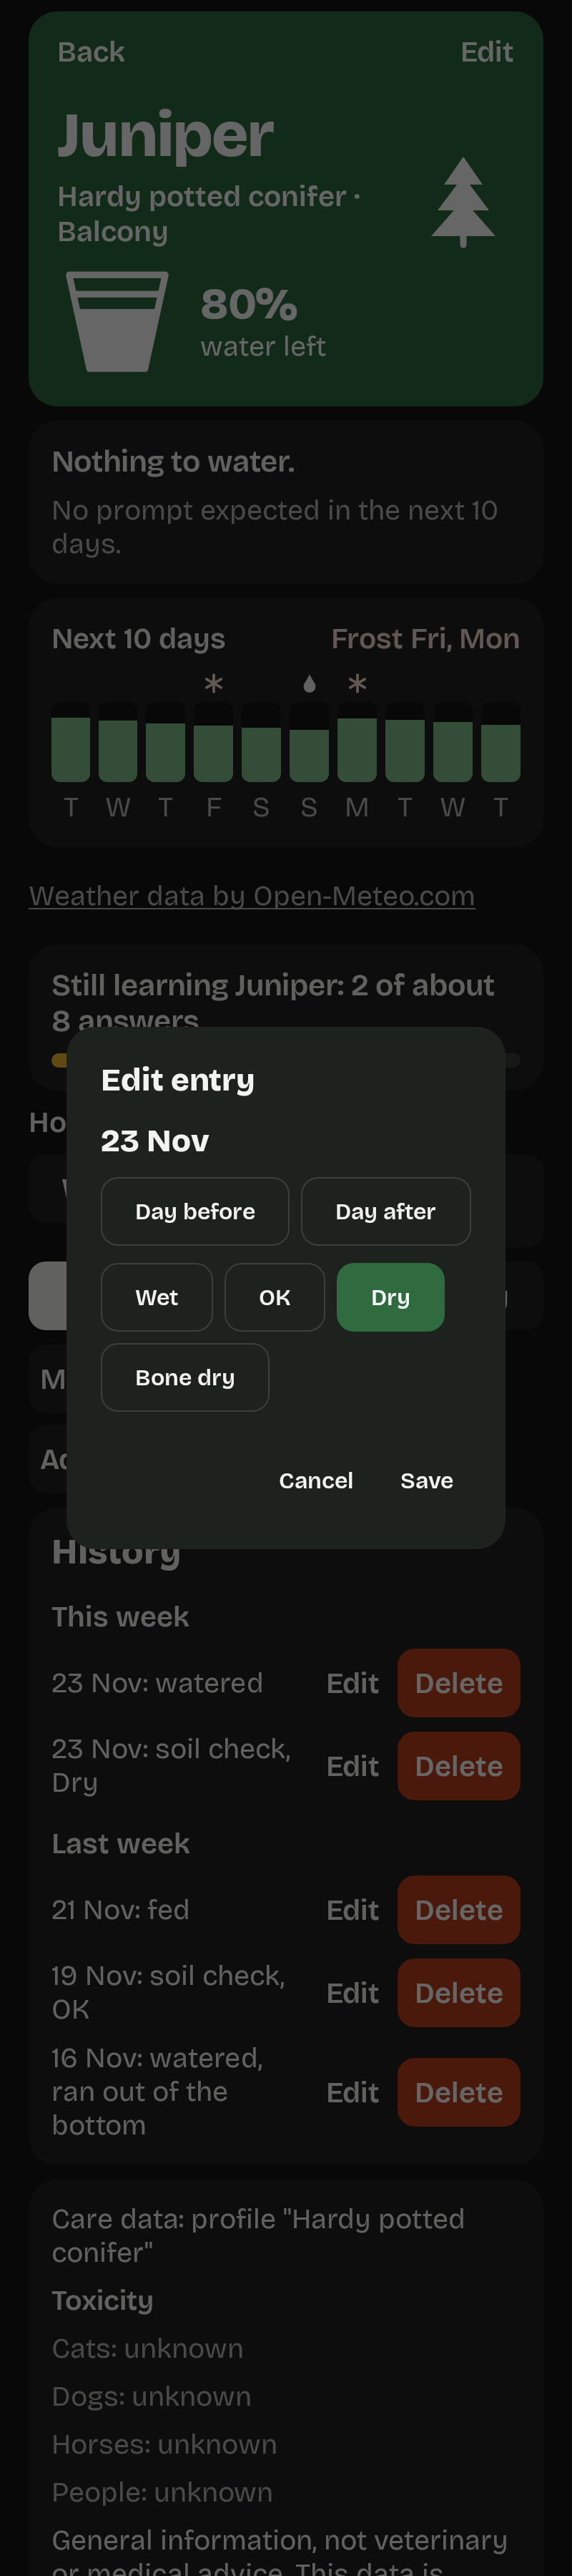 Back
Edit
Juniper
Hardy potted conifer ·
Balcony
80%
water left
Nothing to water.
No prompt expected in the next 10
days.
Next 10 days
Frost Fri, Mon
T W T F S S M T W T
Weather data by Open-Meteo.com
Still learning Juniper: 2 of about
8 answers
Edit entry
23 Nov
Day before
Day after
Wet
OK
Dry
Bone dry
Cancel
Save
History
This week
23 Nov: watered
Edit
Delete
23 Nov: soil check,
Dry
Edit
Delete
Last week
21 Nov: fed
Edit
Delete
19 Nov: soil check,
OK
Edit
Delete
16 Nov: watered,
ran out of the
bottom
Edit
Delete
Care data: profile "Hardy potted
conifer"
Toxicity
Cats: unknown
Dogs: unknown
Horses: unknown
People: unknown
General information, not veterinary
or medical advice. This data is